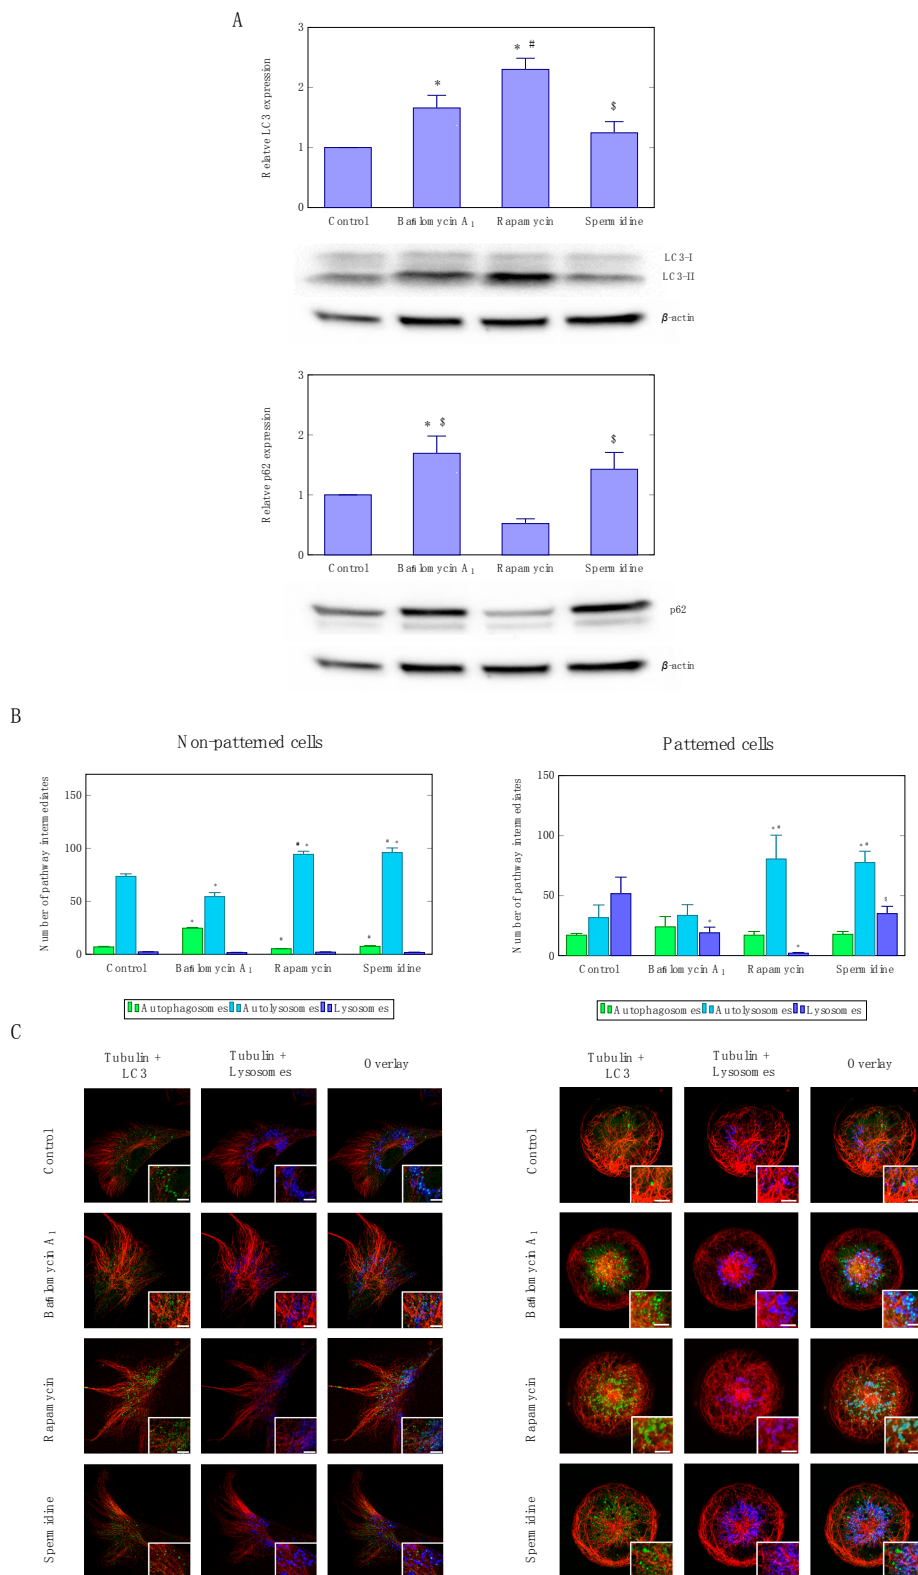 A
3
2
1
0
Relative LC3 expression
*
* #
$
Control
Bafilomycin A₁
Rapamycin
Spermidine
LC3-I
LC3-II
β-actin
3
2
1
0
Relative p62 expression
* $
$
Control
Bafilomycin A₁
Rapamycin
Spermidine
p62
β-actin
B
Non-patterned cells
Number of pathway intermediates
150
100
50
0
*
*
*
# *
*
# *
Control
Bafilomycin A₁
Rapamycin
Spermidine
Autophagosomes Autolysosomes Lysosomes
Patterned cells
Number of pathway intermediates
150
100
50
0
*
* #
*
* #
Control
Bafilomycin A₁
Rapamycin
Spermidine
Autophagosomes Autolysosomes Lysosomes
C
Tubulin +
LC3
Tubulin +
Lysosomes
Overlay
Control
Bafilomycin A₁
Rapamycin
Spermidine
Tubulin +
LC3
Tubulin +
Lysosomes
Overlay
Control
Bafilomycin A₁
Rapamycin
Spermidine